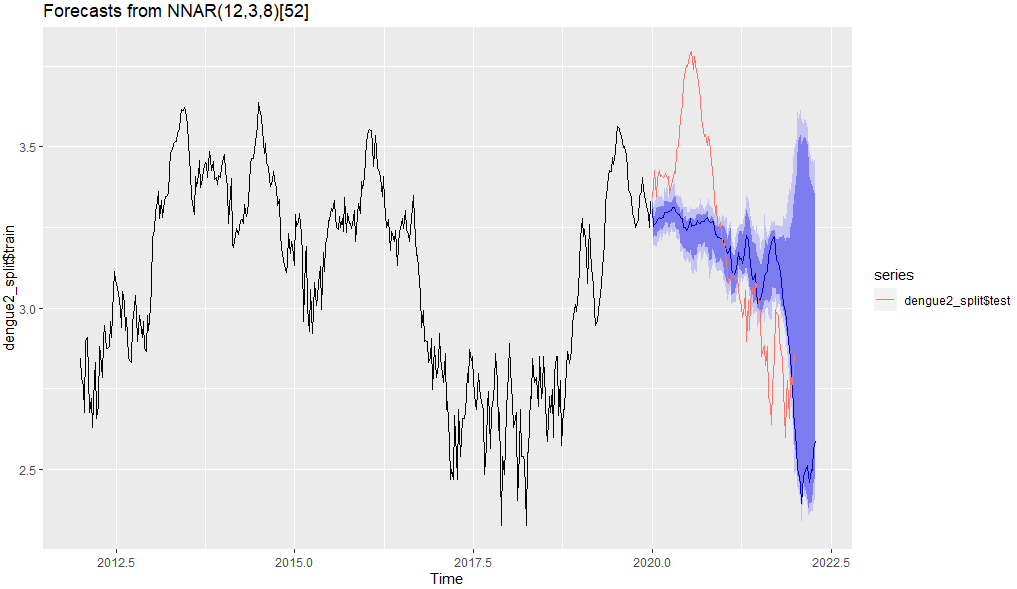 Forecasts from NNAR(12,3,8)[52]
dengue2_split$train
3.5
3.0
2.5
2012.5
2015.0
2017.5
2020.0
2022.5
Time
series
dengue2_split$test